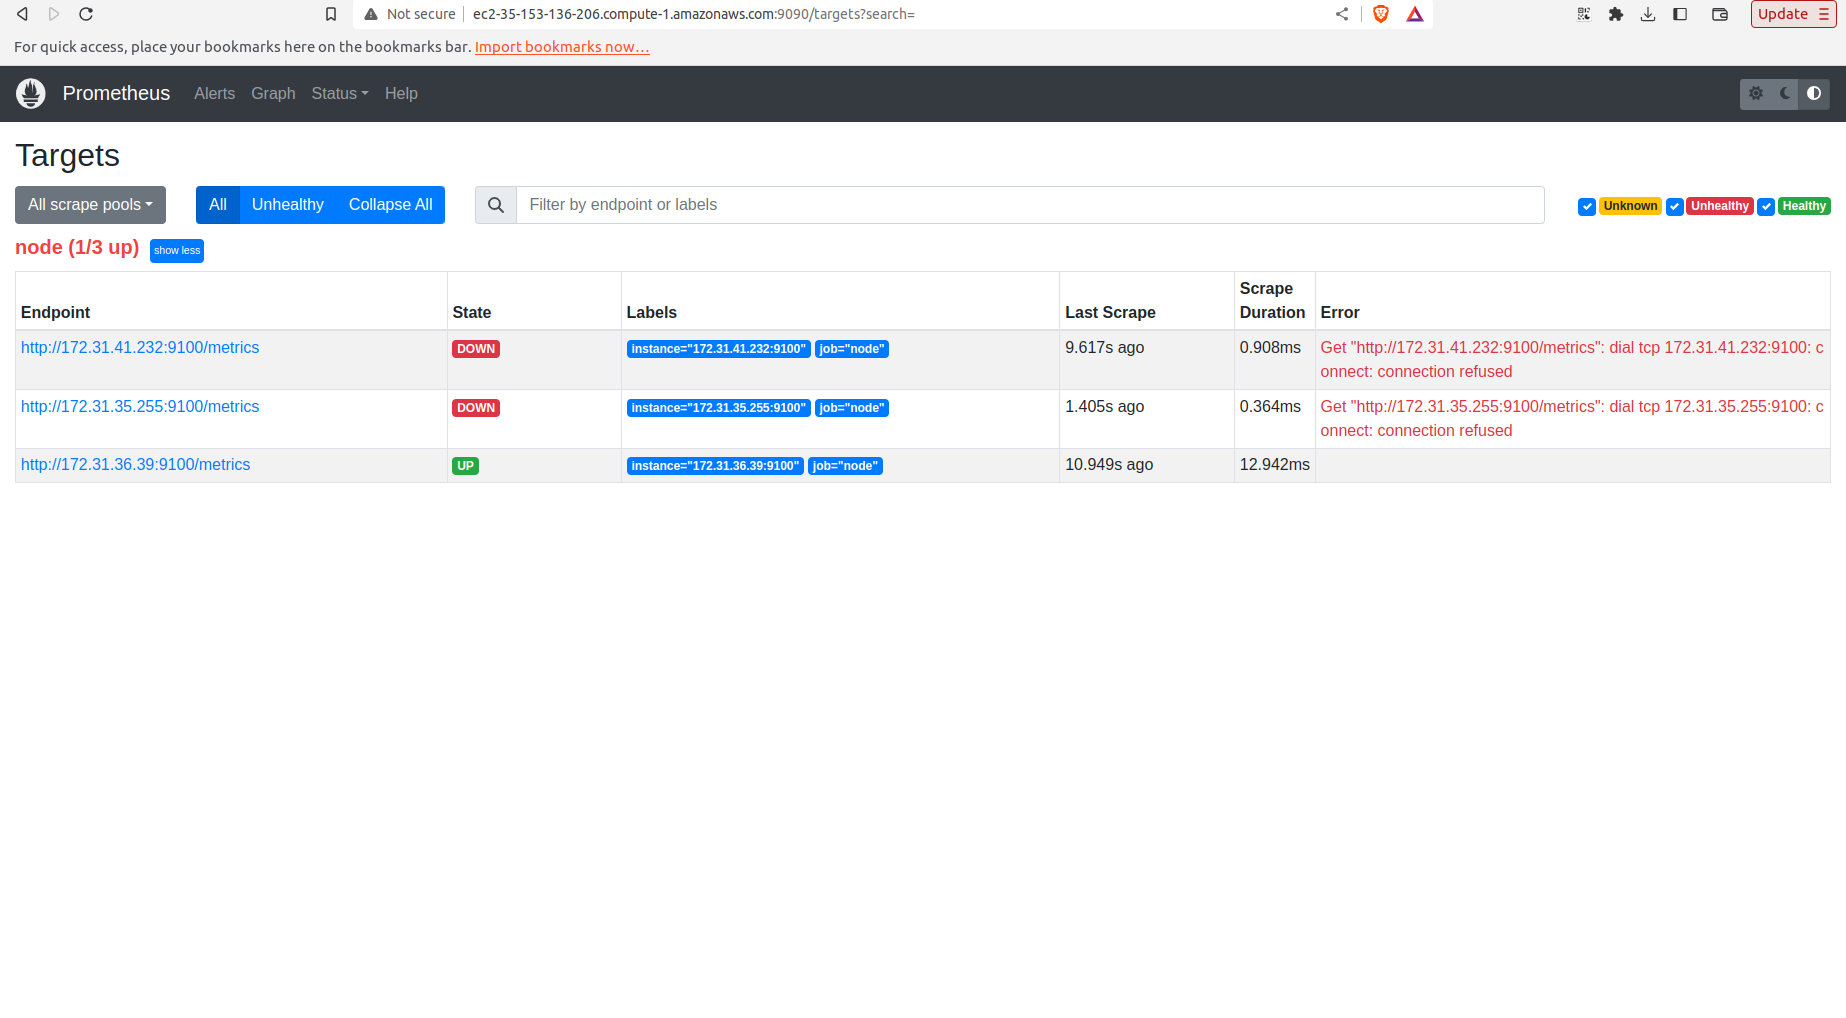 Not secure ec2-35-153-136-206.compute-1.amazonaws.com:9090/targets?search= Update
For quick access, place your bookmarks here on the bookmarks bar. Import bookmarks now...
Prometheus Alerts Graph Status Help
Targets
All scrape pools All Unhealthy Collapse All Filter by endpoint or labels Unknown Unhealthy Healthy
node (1/3 up) show less
Endpoint State Labels Last Scrape Scrape Duration Error
http://172.31.41.232:9100/metrics DOWN instance="172.31.41.232:9100" job="node" 9.617s ago 0.908ms Get "http://172.31.41.232:9100/metrics": dial tcp 172.31.41.232:9100: c
onnect: connection refused
http://172.31.35.255:9100/metrics DOWN instance="172.31.35.255:9100" job="node" 1.405s ago 0.364ms Get "http://172.31.35.255:9100/metrics": dial tcp 172.31.35.255:9100: c
onnect: connection refused
http://172.31.36.39:9100/metrics UP instance="172.31.36.39:9100" job="node" 10.949s ago 12.942ms